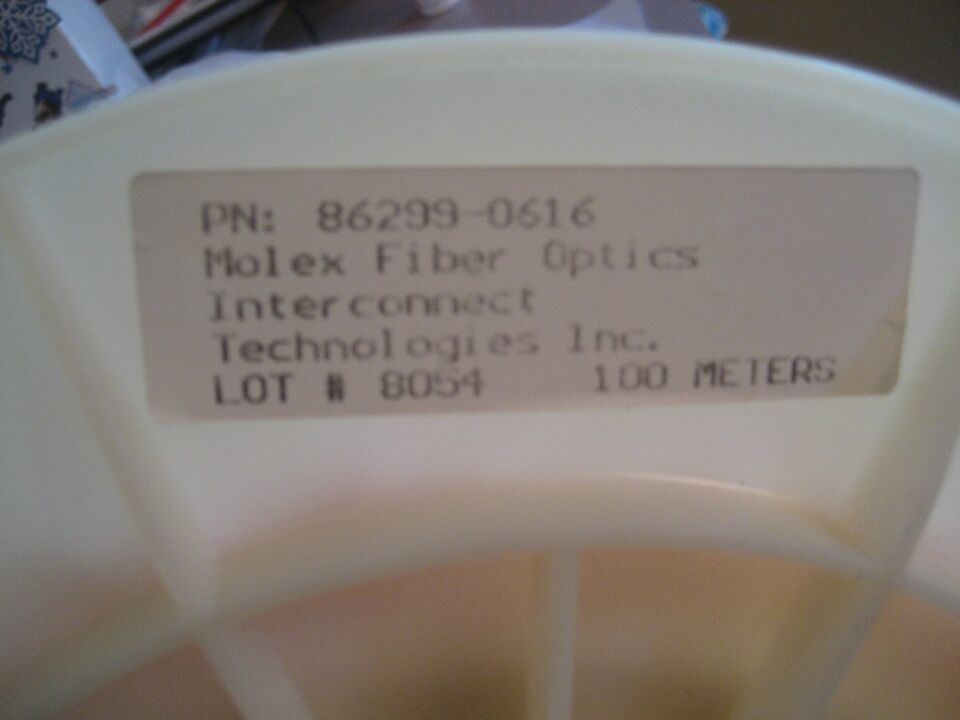 PN: 86299-0616
Molex Fiber Optics
Interconnect
Technologies Inc.
LOT # 8054 100 METERS